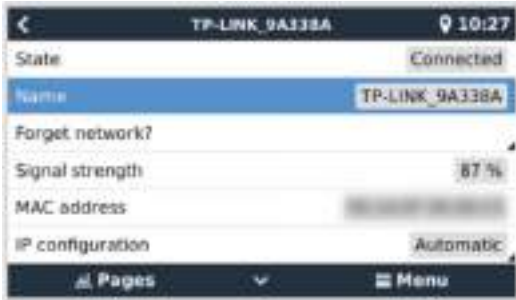 TP-LINK_9A338A 10:27
State Connected
Name TP-LINK_9A338A
Forget network?
Signal strength 87 %
MAC address
IP configuration Automatic
Pages Menu